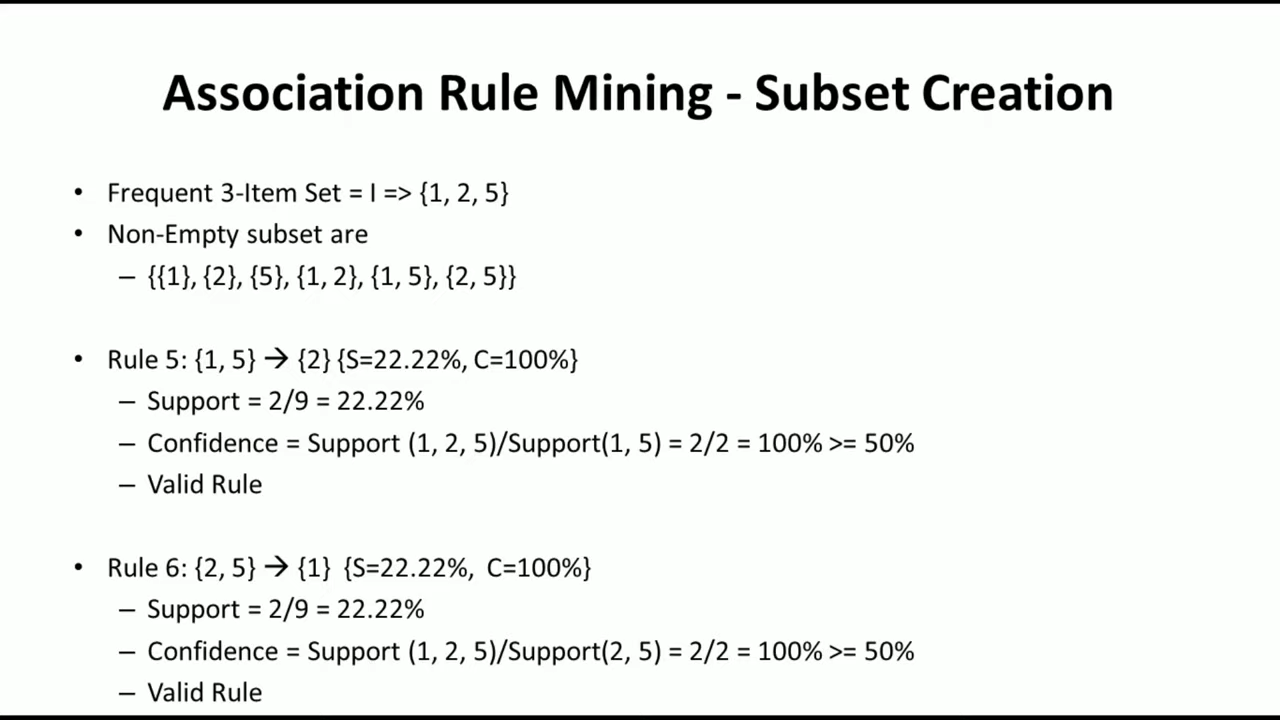 Association Rule Mining - Subset Creation
• Frequent 3-Item Set = I => {1, 2, 5}
• Non-Empty subset are
– {{1}, {2}, {5}, {1, 2}, {1, 5}, {2, 5}}
• Rule 5: {1, 5} → {2} {S=22.22%, C=100%}
– Support = 2/9 = 22.22%
– Confidence = Support (1, 2, 5)/Support(1, 5) = 2/2 = 100% >= 50%
– Valid Rule
• Rule 6: {2, 5} → {1} {S=22.22%, C=100%}
– Support = 2/9 = 22.22%
– Confidence = Support (1, 2, 5)/Support(2, 5) = 2/2 = 100% >= 50%
– Valid Rule